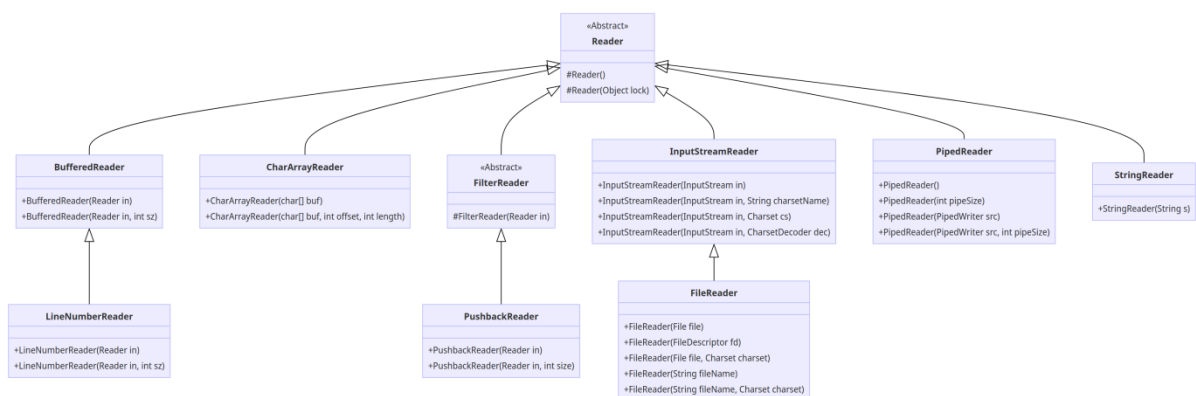 «Abstract»
Reader
#Reader()
#Reader(Object lock)
BufferedReader
+BufferedReader(Reader in)
+BufferedReader(Reader in, int sz)
CharArrayReader
+CharArrayReader(char[] buf)
+CharArrayReader(char[] buf, int offset, int length)
«Abstract»
FilterReader
#FilterReader(Reader in)
InputStreamReader
+InputStreamReader(InputStream in)
+InputStreamReader(InputStream in, String charsetName)
+InputStreamReader(InputStream in, Charset cs)
+InputStreamReader(InputStream in, CharsetDecoder dec)
PipedReader
+PipedReader()
+PipedReader(int pipeSize)
+PipedReader(PipedWriter src)
+PipedReader(PipedWriter src, int pipeSize)
StringReader
+StringReader(String s)
LineNumberReader
+LineNumberReader(Reader in)
+LineNumberReader(Reader in, int sz)
PushbackReader
+PushbackReader(Reader in)
+PushbackReader(Reader in, int size)
FileReader
+FileReader(File file)
+FileReader(FileDescriptor fd)
+FileReader(File file, Charset charset)
+FileReader(String fileName)
+FileReader(String fileName, Charset charset)